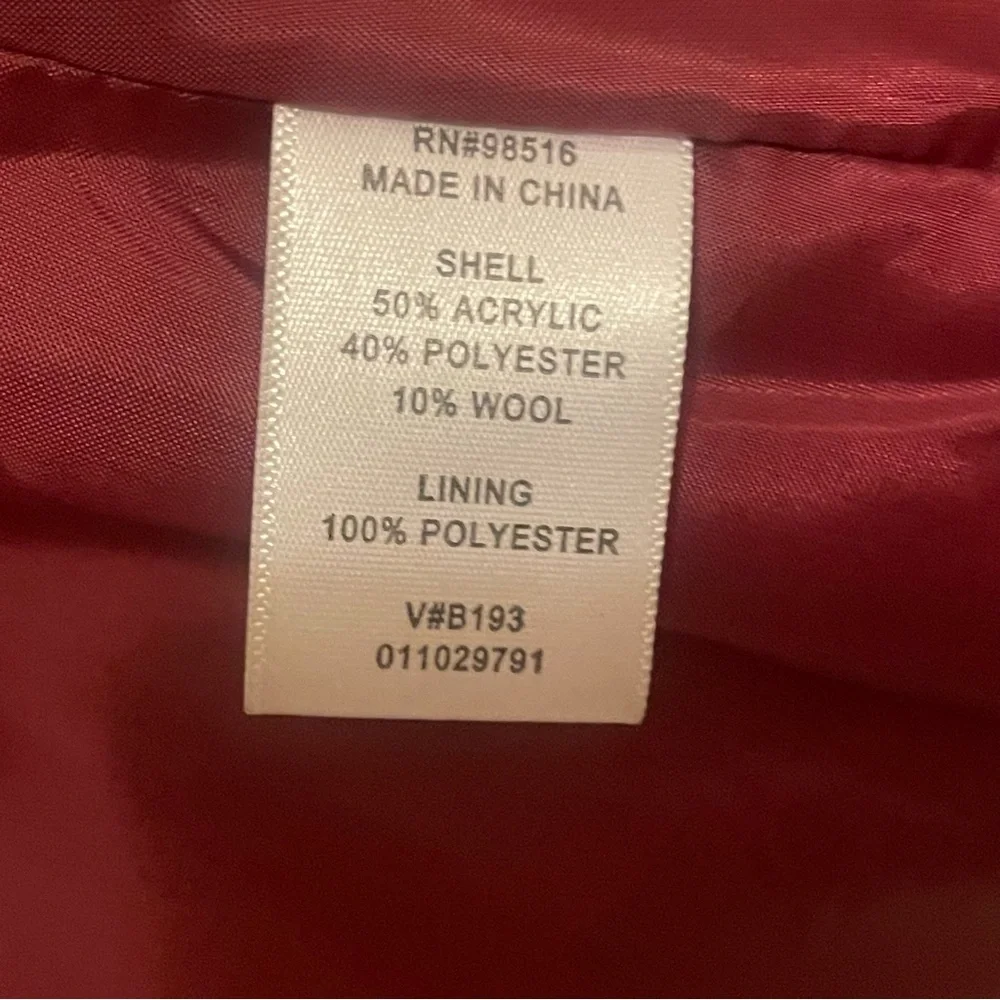 RN#98516
MADE IN CHINA
SHELL
50% ACRYLIC
40% POLYESTER
10% WOOL
LINING
100% POLYESTER
V#B193
011029791